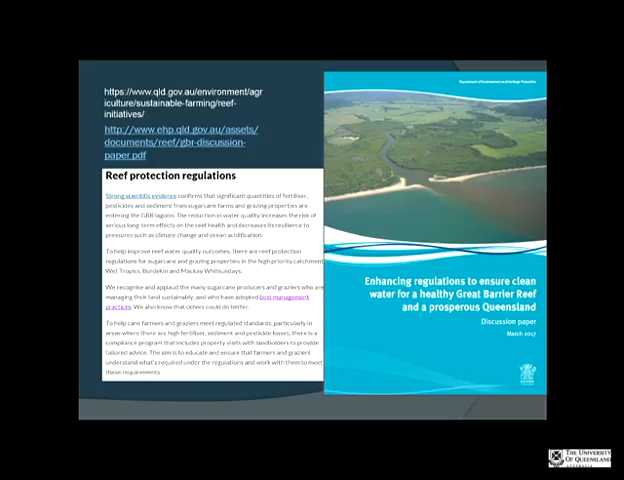 https://www.qld.gov.au/environment/agr
iculture/sustainable-farming/reef-
initiatives/
http://www.ehp.qld.gov.au/assets/
documents/reef/gbr-discussion-
paper.pdf
Reef protection regulations
Strong scientific evidence confirms that significant quantities of fertiliser,
pesticides and sediment from sugarcane farms and grazing properties are
entering the GBR lagoon. The reduction in water quality increases the risk of
serious long-term effects on the reef health and decreases its resilience to
pressures such as climate change and ocean acidification.
To help improve reef water quality outcomes, there are reef protection
regulations for sugarcane and grazing properties in the high priority catchment
Wet Tropics, Burdekin and Mackay Whitsundays.
We recognise and applaud the many sugarcane producers and graziers who are
managing their land sustainably, and who have adopted best management
practices. We also know that others could do better.
To help cane farmers and graziers meet regulated standards, particularly in
areas where there are high fertiliser, sediment and pesticide losses, there is a
compliance program that includes property visits with landholders to provide
tailored advice. The aim is to educate and ensure that farmers and graziers
understand what's required under the regulations and work with them to meet
these requirements
Department of Environment and Heritage Protection
Enhancing regulations to ensure clean
water for a healthy Great Barrier Reef
and a prosperous Queensland
Discussion paper
March 2017
THE UNIVERSITY
OF QUEENSLAND
AUSTRALIA